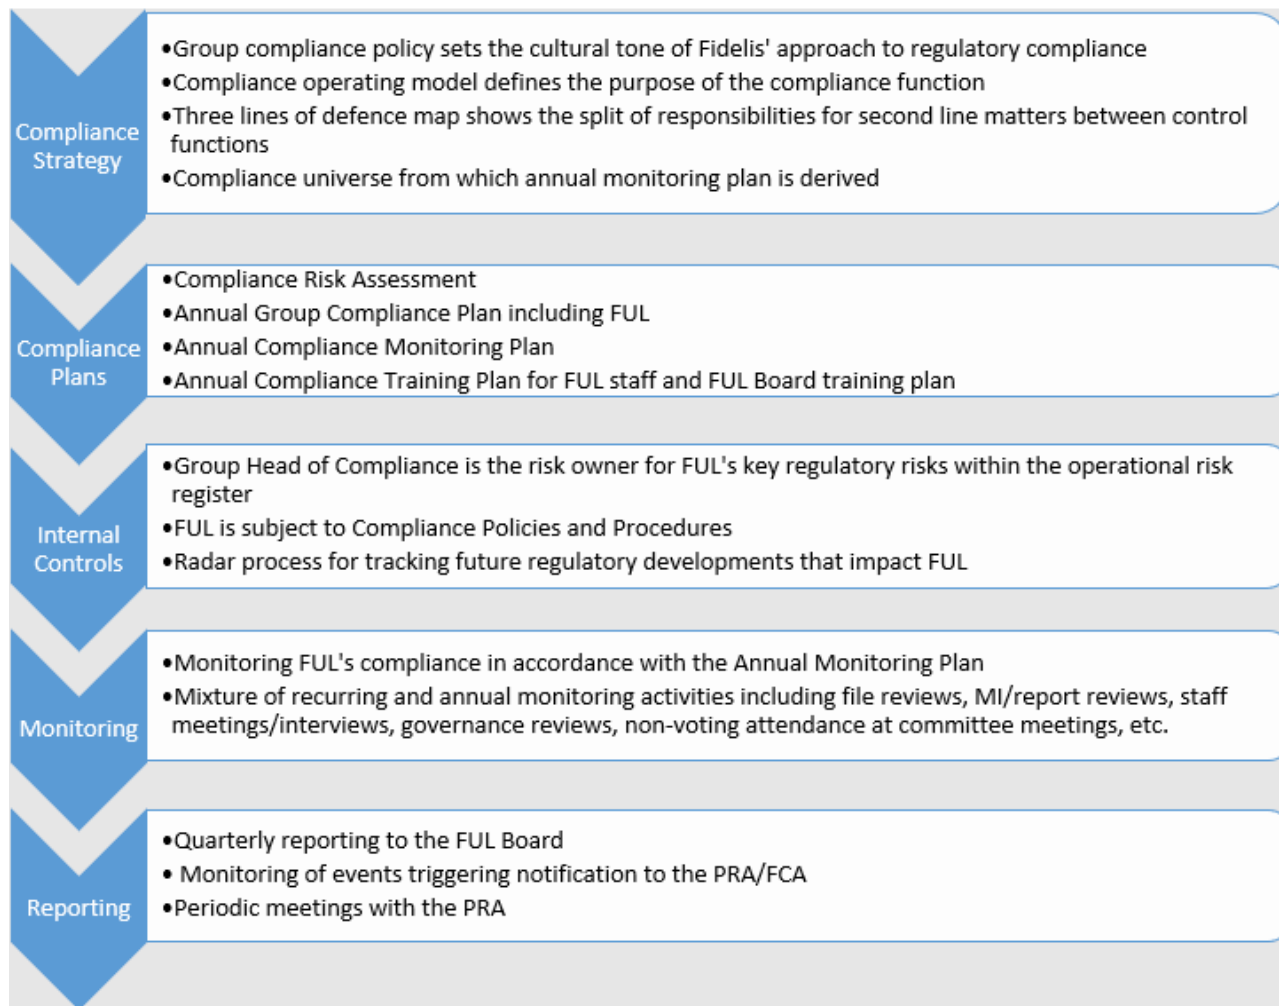 Compliance
Strategy
•Group compliance policy sets the cultural tone of Fidelis' approach to regulatory compliance
•Compliance operating model defines the purpose of the compliance function
•Three lines of defence map shows the split of responsibilities for second line matters between control
functions
•Compliance universe from which annual monitoring plan is derived
Compliance
Plans
•Compliance Risk Assessment
•Annual Group Compliance Plan including FUL
•Annual Compliance Monitoring Plan
•Annual Compliance Training Plan for FUL staff and FUL Board training plan
Internal
Controls
•Group Head of Compliance is the risk owner for FUL's key regulatory risks within the operational risk
register
•FUL is subject to Compliance Policies and Procedures
•Radar process for tracking future regulatory developments that impact FUL
Monitoring
•Monitoring FUL's compliance in accordance with the Annual Monitoring Plan
•Mixture of recurring and annual monitoring activities including file reviews, MI/report reviews, staff
meetings/interviews, governance reviews, non-voting attendance at committee meetings, etc.
Reporting
•Quarterly reporting to the FUL Board
• Monitoring of events triggering notification to the PRA/FCA
•Periodic meetings with the PRA